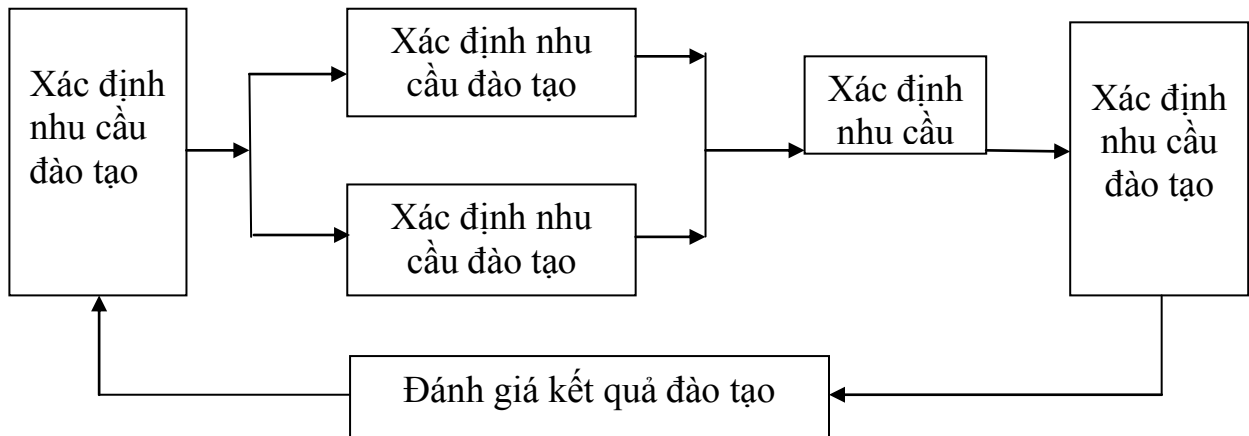 Xác định
nhu cầu
đào tạo
Xác định nhu
cầu đào tạo
Xác định nhu
cầu đào tạo
Xác định
nhu cầu
Xác định
nhu cầu
đào tạo
Đánh giá kết quả đào tạo